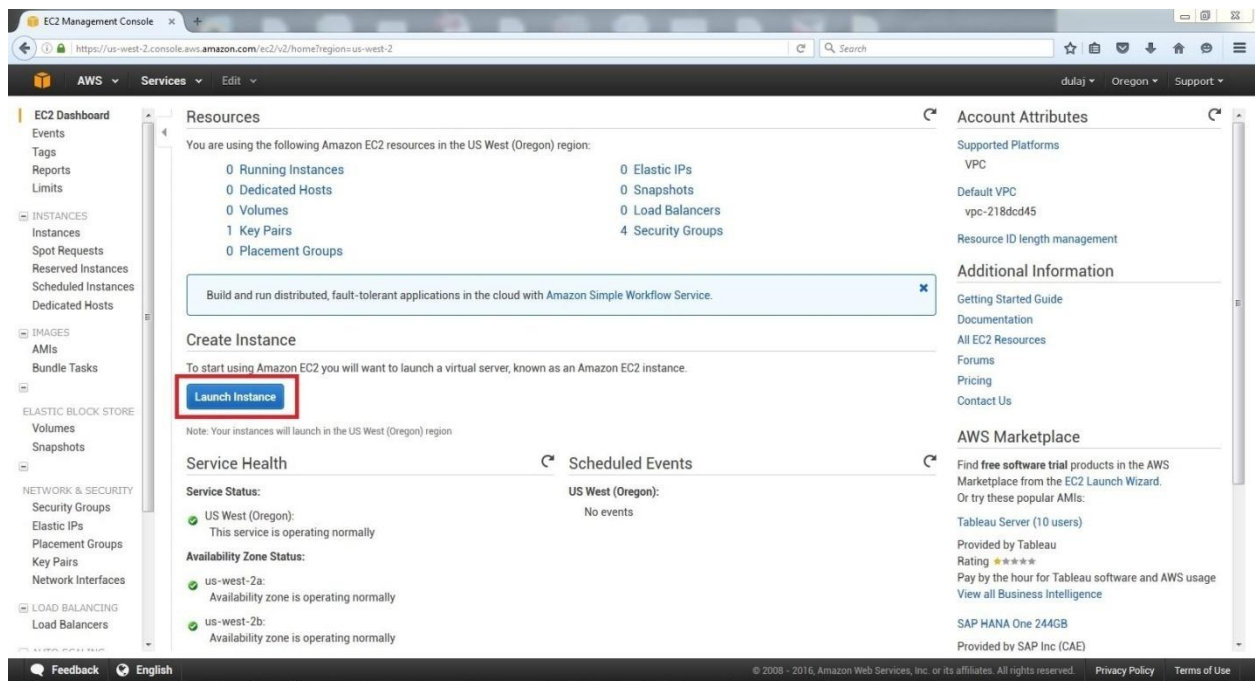 EC2 Management Console
https://us-west-2.console.aws.amazon.com/ec2/v2/home?region=us-west-2
Search
AWS Services Edit
dulaj Oregon Support
EC2 Dashboard
Events
Tags
Reports
Limits
INSTANCES
Instances
Spot Requests
Reserved Instances
Scheduled Instances
Dedicated Hosts
IMAGES
AMIs
Bundle Tasks
ELASTIC BLOCK STORE
Volumes
Snapshots
NETWORK & SECURITY
Security Groups
Elastic IPs
Placement Groups
Key Pairs
Network Interfaces
LOAD BALANCING
Load Balancers
AUTO SCALING
Resources
You are using the following Amazon EC2 resources in the US West (Oregon) region:
0 Running Instances
0 Elastic IPs
0 Dedicated Hosts
0 Snapshots
0 Volumes
0 Load Balancers
1 Key Pairs
4 Security Groups
0 Placement Groups
Build and run distributed, fault-tolerant applications in the cloud with Amazon Simple Workflow Service.
Create Instance
To start using Amazon EC2 you will want to launch a virtual server, known as an Amazon EC2 instance.
Launch Instance
Note: Your instances will launch in the US West (Oregon) region
Service Health
Service Status:
US West (Oregon):
This service is operating normally
Availability Zone Status:
us-west-2a:
Availability zone is operating normally
us-west-2b:
Availability zone is operating normally
Scheduled Events
US West (Oregon):
No events
Account Attributes
Supported Platforms
VPC
Default VPC
vpc-218dcd45
Resource ID length management
Additional Information
Getting Started Guide
Documentation
All EC2 Resources
Forums
Pricing
Contact Us
AWS Marketplace
Find free software trial products in the AWS
Marketplace from the EC2 Launch Wizard.
Or try these popular AMIs:
Tableau Server (10 users)
Provided by Tableau
Rating
Pay by the hour for Tableau software and AWS usage
View all Business Intelligence
SAP HANA One 244GB
Provided by SAP Inc (CAE)
Feedback English
© 2008 - 2016, Amazon Web Services, Inc. or its affiliates. All rights reserved. Privacy Policy Terms of Use